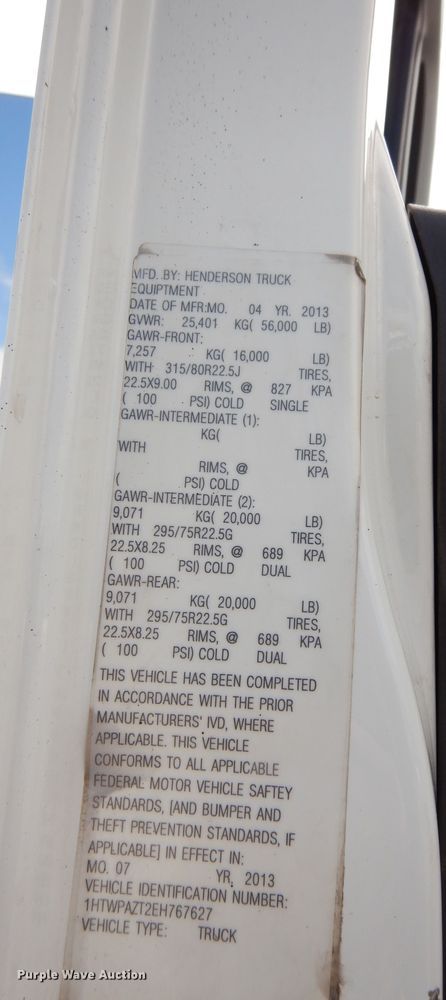 MFD. BY: HENDERSON TRUCK
EQUIPTMENT
DATE OF MFR:MO. 04 YR. 2013
GVWR: 25,401 KG( 56,000 LB)
GAWR-FRONT:
7,257 KG( 16,000 LB)
WITH 315/80R22.5J TIRES,
22.5X9.00 RIMS, @ 827 KPA
( 100 PSI) COLD SINGLE
GAWR-INTERMEDIATE (1):
KG( LB)
WITH TIRES,
RIMS, @ KPA
( PSI) COLD
GAWR-INTERMEDIATE (2):
9,071 KG( 20,000 LB)
WITH 295/75R22.5G TIRES,
22.5X8.25 RIMS, @ 689 KPA
( 100 PSI) COLD DUAL
GAWR-REAR:
9,071 KG( 20,000 LB)
WITH 295/75R22.5G TIRES,
22.5X8.25 RIMS, @ 689 KPA
( 100 PSI) COLD DUAL
THIS VEHICLE HAS BEEN COMPLETED
IN ACCORDANCE WITH THE PRIOR
MANUFACTURERS' IVD, WHERE
APPLICABLE. THIS VEHICLE
CONFORMS TO ALL APPLICABLE
FEDERAL MOTOR VEHICLE SAFTEY
STANDARDS, [AND BUMPER AND
THEFT PREVENTION STANDARDS, IF
APPLICABLE] IN EFFECT IN:
MO. 07 YR, 2013
VEHICLE IDENTIFICATION NUMBER:
1HTWPAZT2EH767627
VEHICLE TYPE: TRUCK
Purple Wave Auction